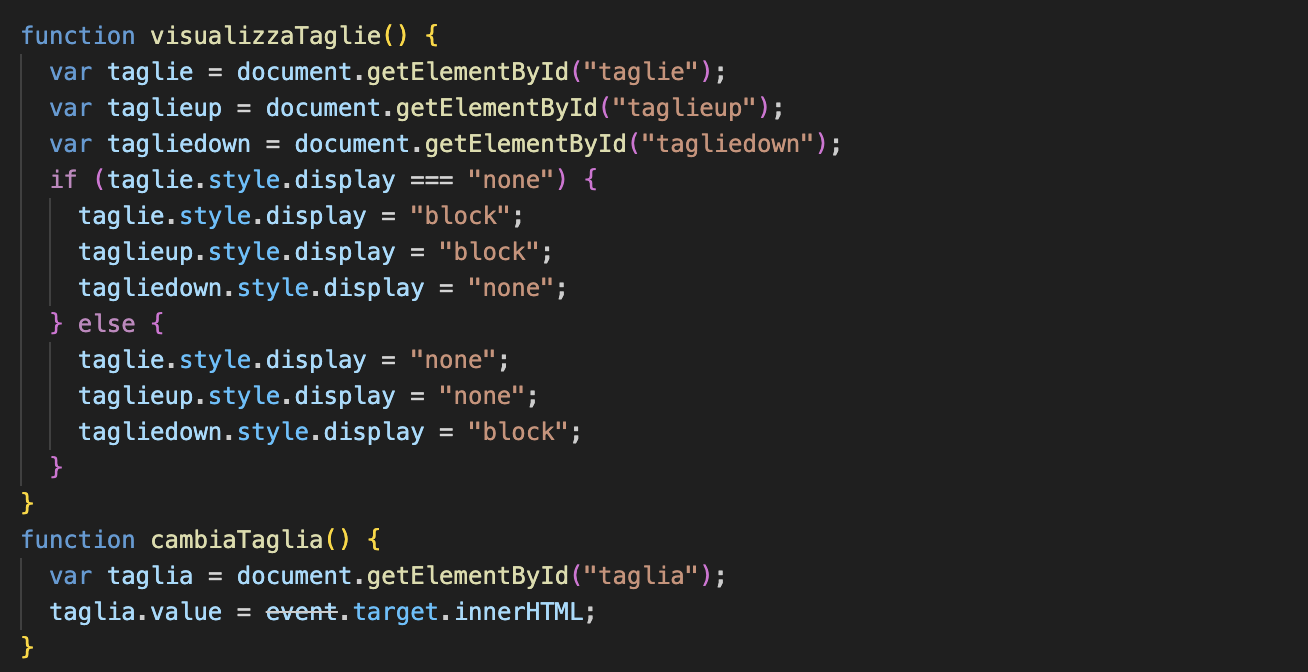 function visualizzaTaglie() {
  var taglie = document.getElementById("taglie");
  var taglieup = document.getElementById("taglieup");
  var tagliedown = document.getElementById("tagliedown");
  if (taglie.style.display === "none") {
    taglie.style.display = "block";
    taglieup.style.display = "block";
    tagliedown.style.display = "none";
  } else {
    taglie.style.display = "none";
    taglieup.style.display = "none";
    tagliedown.style.display = "block";
  }
}
function cambiaTaglia() {
  var taglia = document.getElementById("taglia");
  taglia.value = event.target.innerHTML;
}